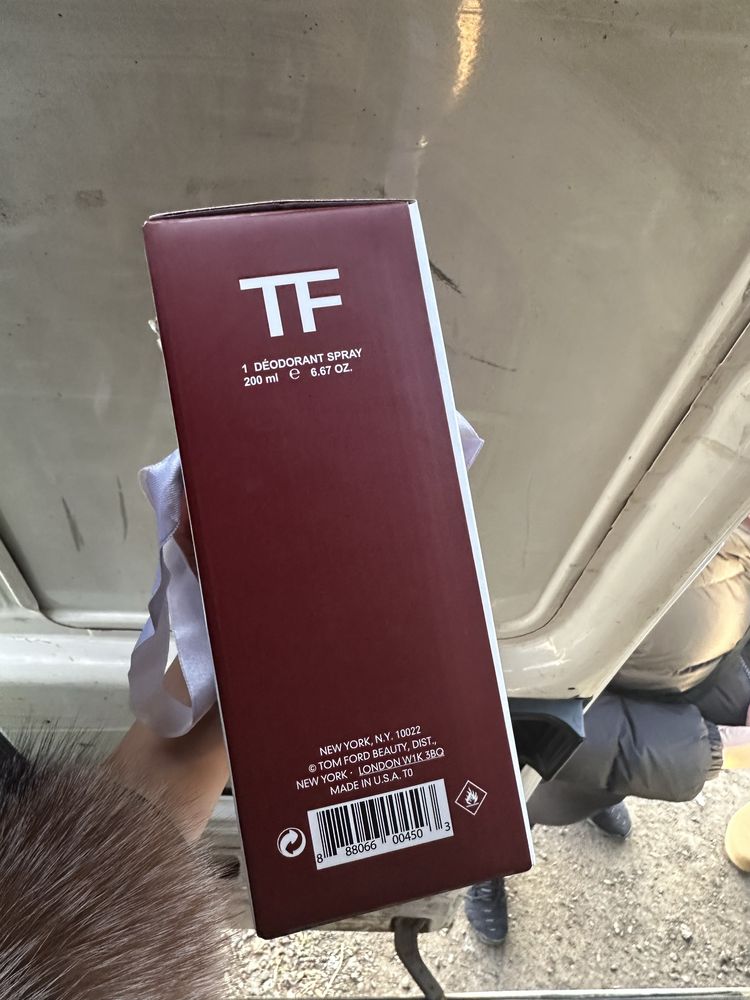 TF
1 DÉODORANT SPRAY
200 ml ℮ 6.67 OZ.
NEW YORK, N.Y. 10022
© TOM FORD BEAUTY, DIST.,
NEW YORK · LONDON W1K 3BQ
MADE IN U.S.A. T0
8 88066 00450 3